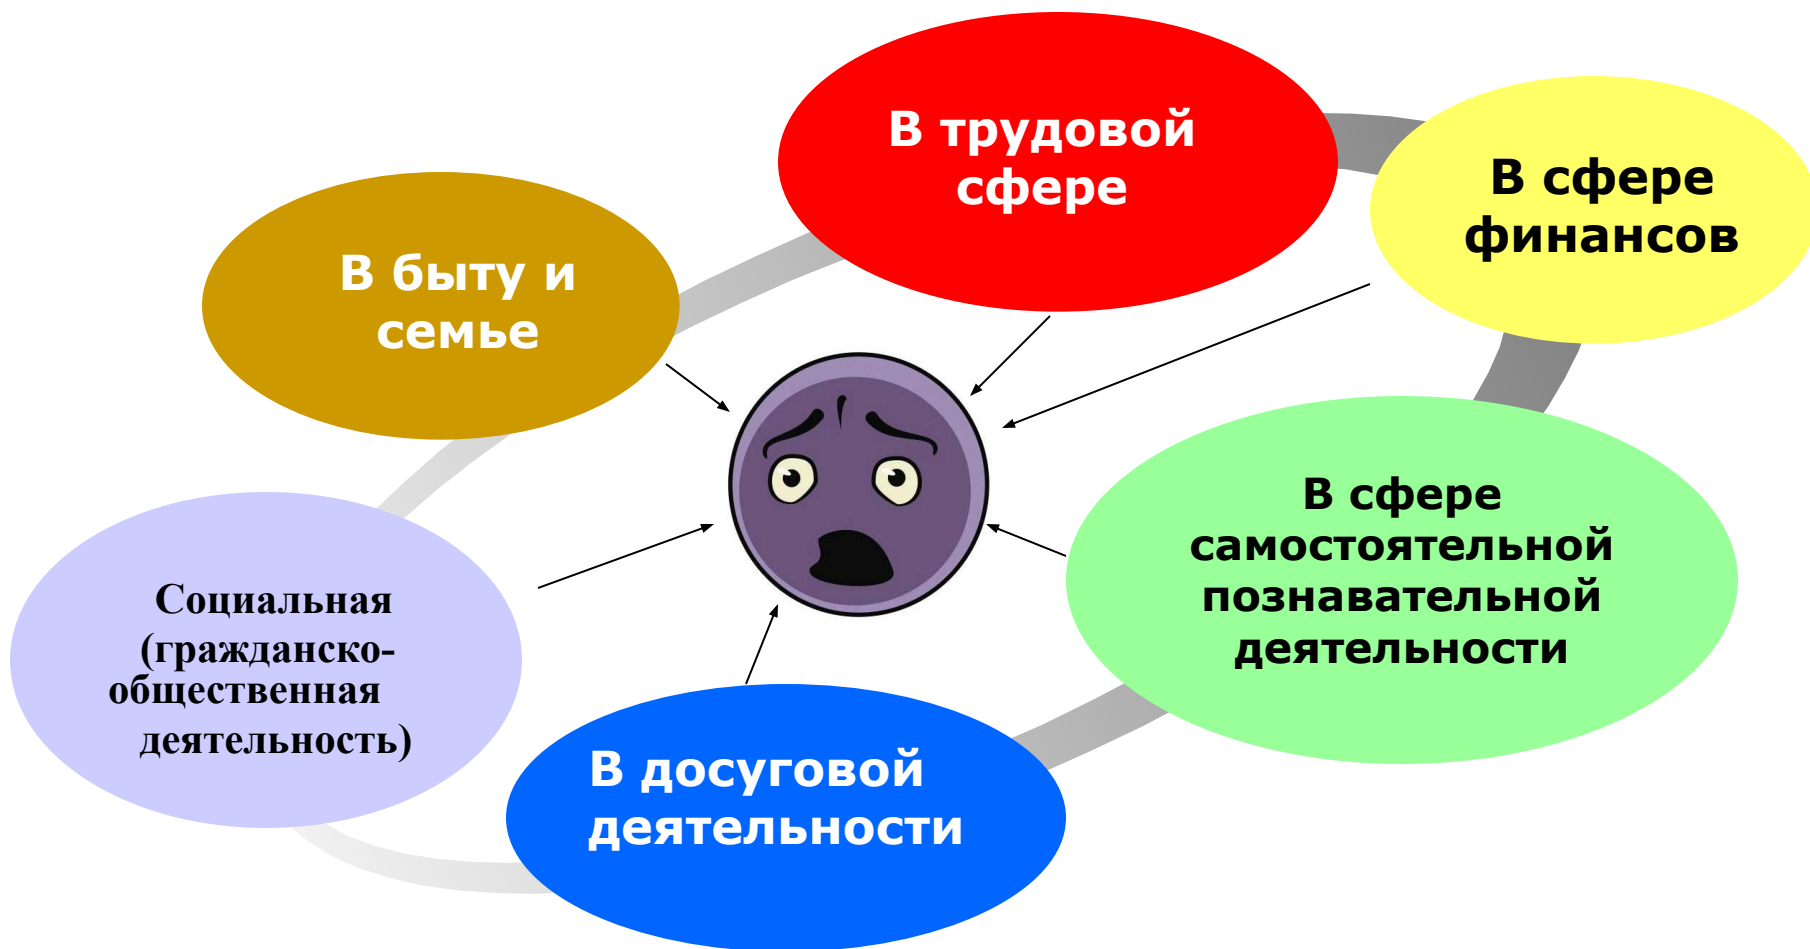 В трудовой
сфере
В сфере
финансов
В быту и
семье
В сфере
самостоятельной
познавательной
деятельности
Социальная
(гражданско-
общественная
деятельность)
В досуговой
деятельности